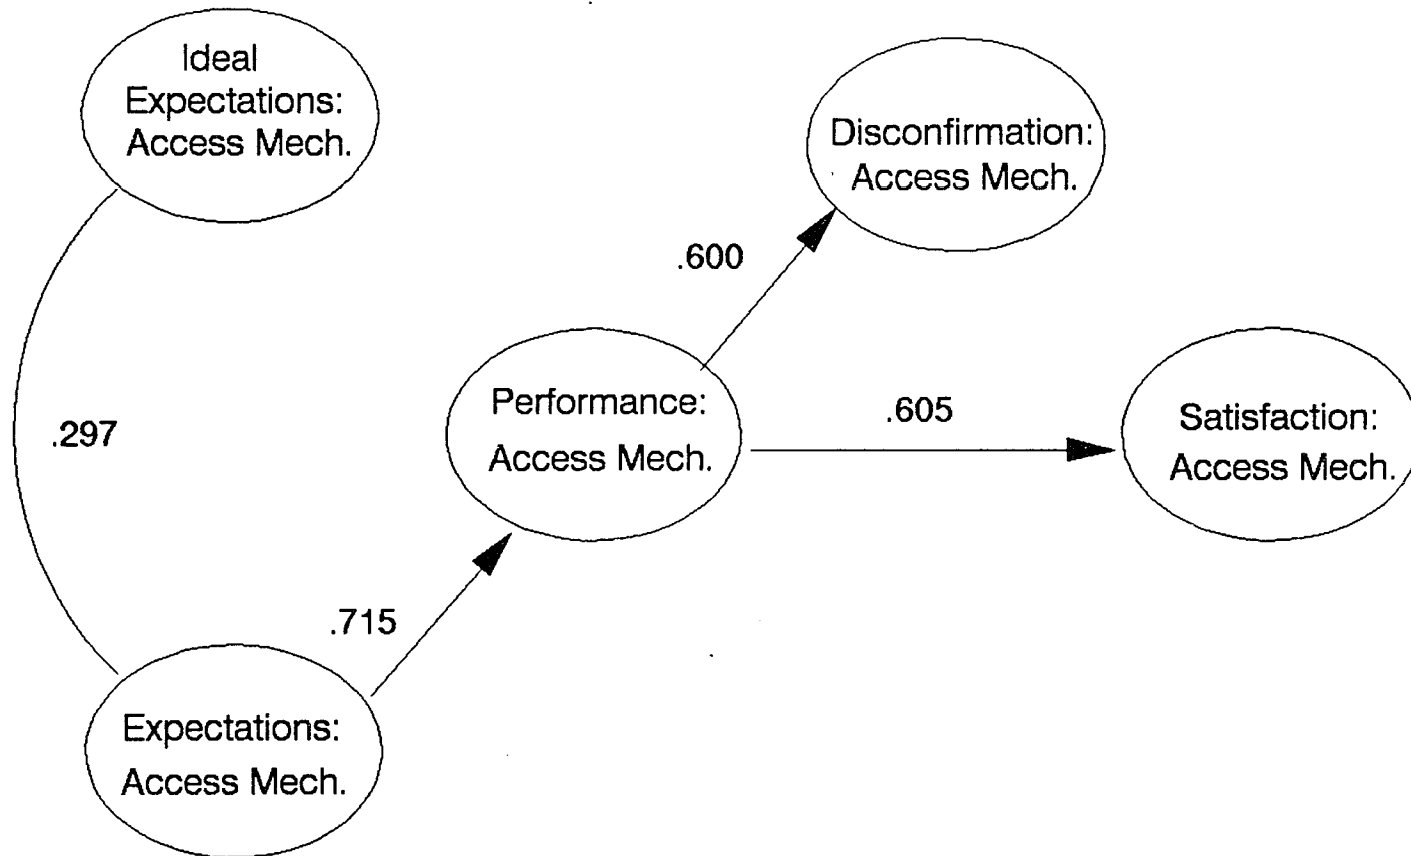 Ideal
Expectations:
Access Mech.
Disconfirmation:
Access Mech.
.600
Performance:
Access Mech.
.605
Satisfaction:
Access Mech.
.297
.715
Expectations:
Access Mech.